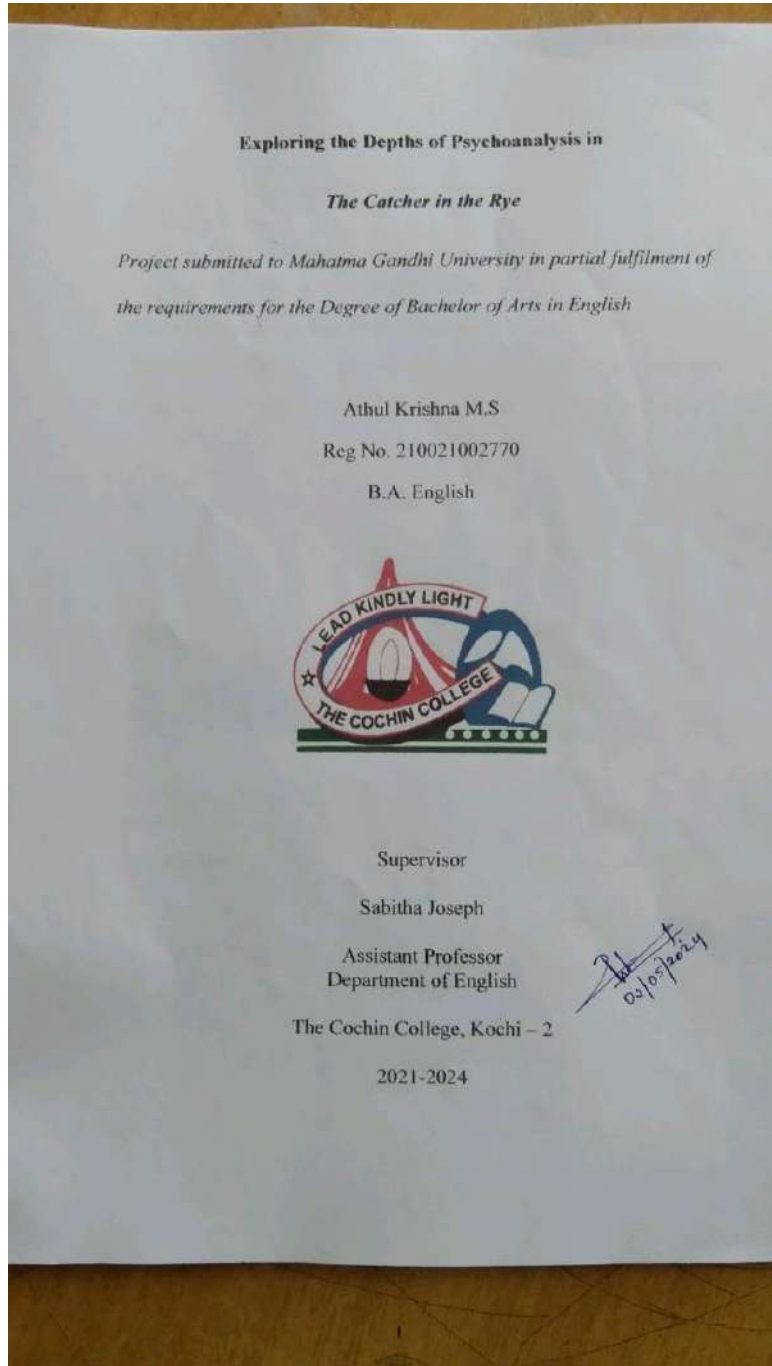 Exploring the Depths of Psychoanalysis in
The Catcher in the Rye
Project submitted to Mahatma Gandhi University in partial fulfilment of
the requirements for the Degree of Bachelor of Arts in English
Athul Krishna M.S
Reg No. 210021002770
B.A. English
LEAD KINDLY LIGHT
THE COCHIN COLLEGE
Supervisor
Sabitha Joseph
Assistant Professor
Department of English
02/05/2024
The Cochin College, Kochi – 2
2021-2024